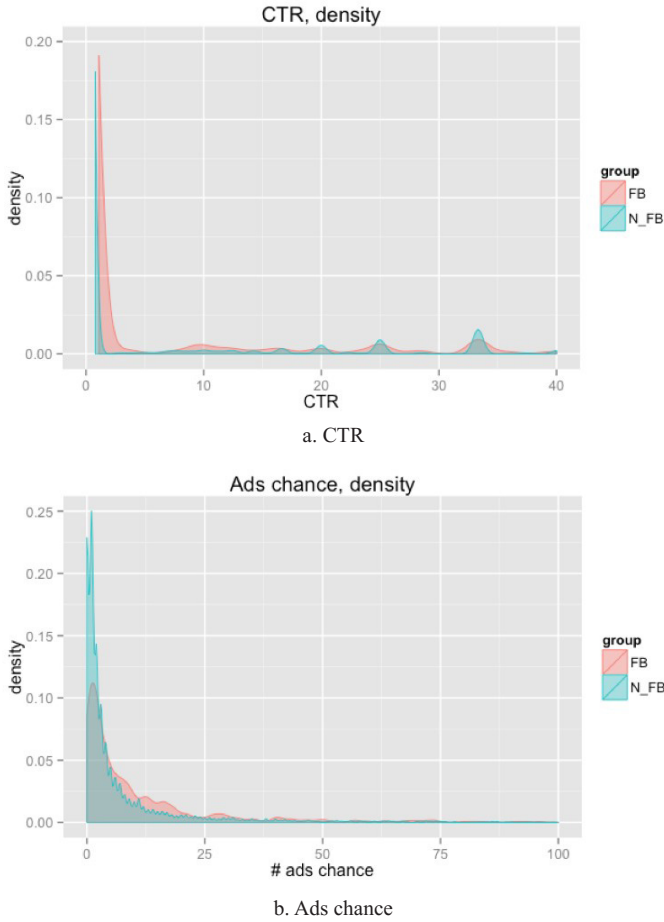 CTR, density
0.20
0.15
0.10
0.05
0.00
density
0
10
20
30
40
CTR
group
FB
N_FB
a. CTR
Ads chance, density
0.25
0.20
0.15
0.10
0.05
0.00
density
0
25
50
75
100
# ads chance
group
FB
N_FB
b. Ads chance